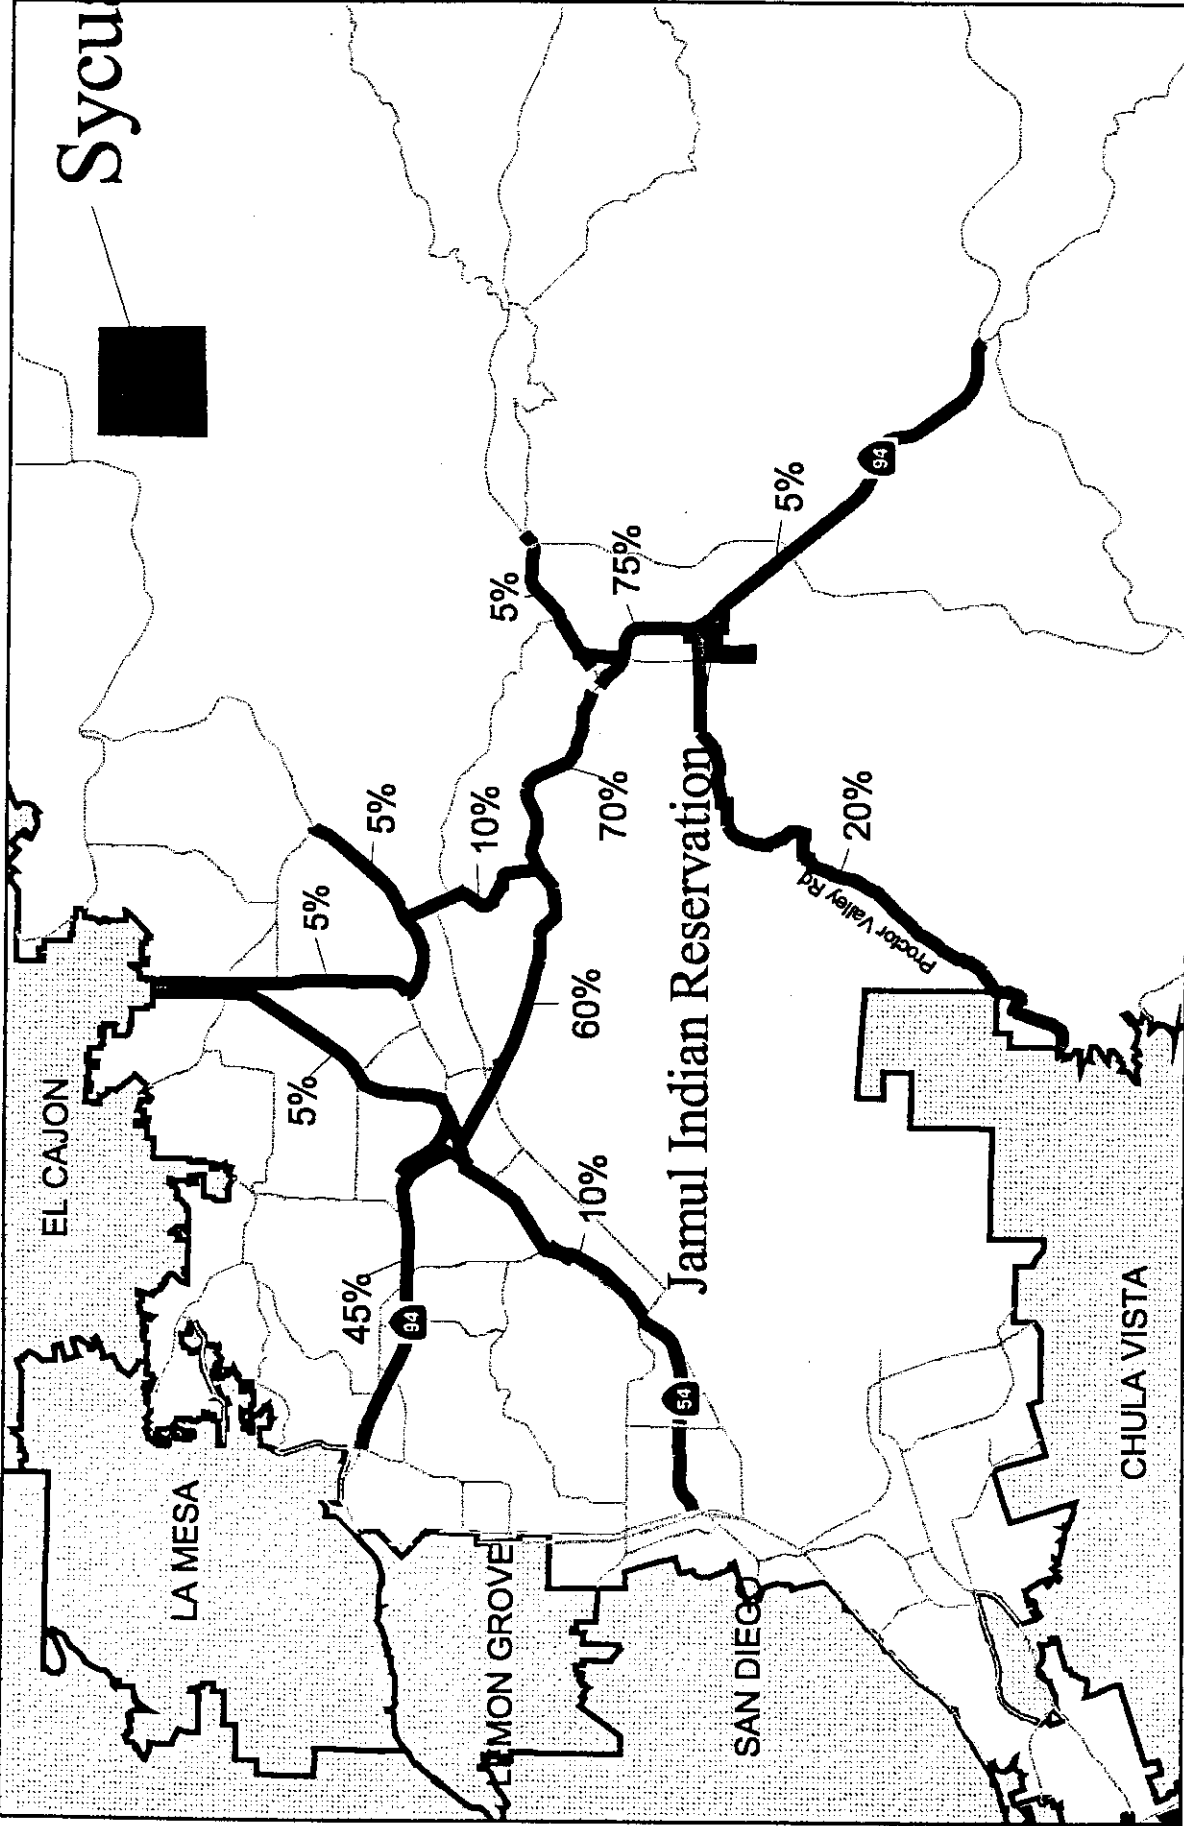 Sycu
EL CAJON
LA MESA
LEMON GROVE
SAN DIEGO
CHULA VISTA
Jamul Indian Reservation
Proctor Valley Rd
94
94
54
45%
5%
5%
5%
10%
10%
60%
70%
5%
75%
5%
20%